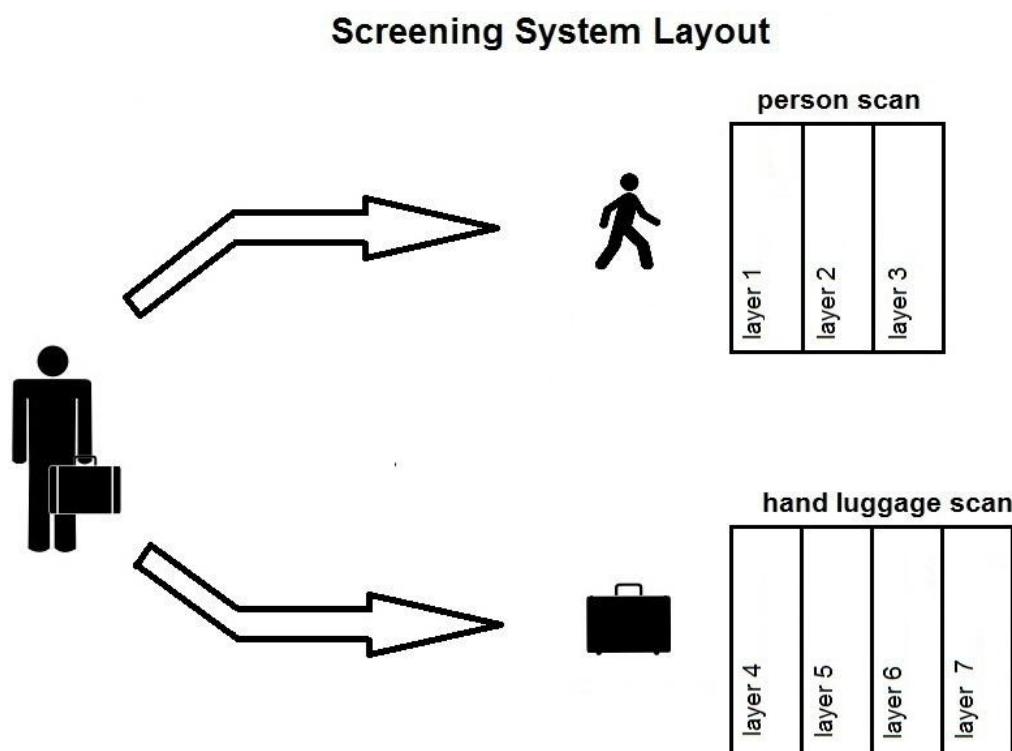 Screening System Layout
person scan
layer 1
layer 2
layer 3
hand luggage scan
layer 4
layer 5
layer 6
layer 7